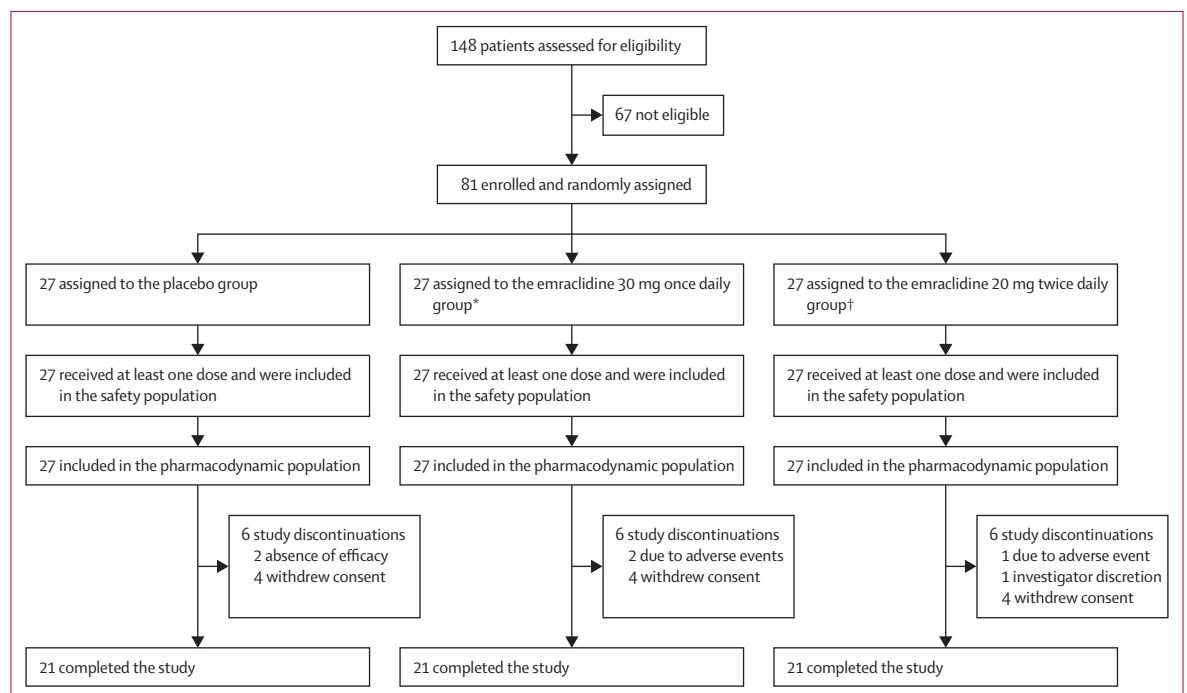 148 patients assessed for eligibility
67 not eligible
81 enrolled and randomly assigned
27 assigned to the placebo group
27 assigned to the emraclidine 30 mg once daily
group*
27 assigned to the emraclidine 20 mg twice daily
group†
27 received at least one dose and were included
in the safety population
27 received at least one dose and were included
in the safety population
27 received at least one dose and were included
in the safety population
27 included in the pharmacodynamic population
27 included in the pharmacodynamic population
27 included in the pharmacodynamic population
6 study discontinuations
2 absence of efficacy
4 withdrew consent
6 study discontinuations
2 due to adverse events
4 withdrew consent
6 study discontinuations
1 due to adverse event
1 investigator discretion
4 withdrew consent
21 completed the study
21 completed the study
21 completed the study